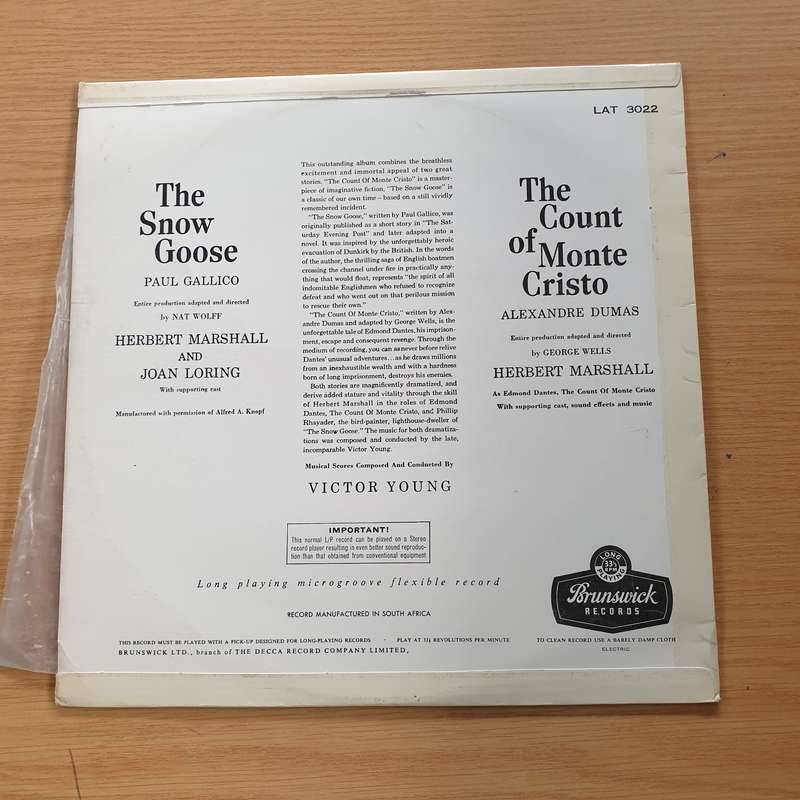 LAT 3022
The
Snow
Goose
PAUL GALLICO
Entire production adapted and directed
by NAT WOLFF
HERBERT MARSHALL
AND
JOAN LORING
With supporting cast
Manufactured with permission of Alfred A. Knopf
This outstanding album combines the breathless
excitement and immortal appeal of two great
stories. "The Count Of Monte Cristo" is a master-
piece of imaginative fiction, "The Snow Goose" is
a classic of our own time – based on a still vividly
remembered incident.
"The Snow Goose," written by Paul Gallico, was
originally published as a short story in "The Sat-
urday Evening Post" and later adapted into a
novel. It was inspired by the unforgettably heroic
evacuation of Dunkirk by the British. In the words
of the author, the thrilling saga of English boatmen
crossing the channel under fire in practically any-
thing that would float, represents "the spirit of all
indomitable Englishmen who refused to recognize
defeat and who went out on that perilous mission
to rescue their own."
"The Count Of Monte Cristo," written by Alex-
andre Dumas and adapted by George Wells, is the
unforgettable tale of Edmond Dantes, his imprison-
ment, escape and consequent revenge. Through the
medium of recording, you can as never before relive
Dantes' unusual adventures ... as he draws millions
from an inexhaustible wealth and with a hardness
born of long imprisonment, destroys his enemies.
Both stories are magnificently dramatized, and
derive added stature and vitality through the skill
of Herbert Marshall in the roles of Edmond
Dantes, The Count Of Monte Cristo, and Phillip
Rhayader, the bird-painter, lighthouse-dweller of
"The Snow Goose." The music for both dramatiza-
tions was composed and conducted by the late,
incomparable Victor Young.
Musical Scores Composed And Conducted By
VICTOR YOUNG
The
Count
of Monte
Cristo
ALEXANDRE DUMAS
Entire production adapted and directed
by GEORGE WELLS
HERBERT MARSHALL
As Edmond Dantes, The Count Of Monte Cristo
With supporting cast, sound effects and music
IMPORTANT!
This normal L/P record can be played on a Stereo
record player resulting in even better sound reproduc-
tion than that obtained from conventional equipment
Long playing microgroove flexible record
RECORD MANUFACTURED IN SOUTH AFRICA
LONG
33⅓
RPM
PLAYING
Brunswick
RECORDS
THIS RECORD MUST BE PLAYED WITH A PICK-UP DESIGNED FOR LONG-PLAYING RECORDS · PLAY AT 33⅓ REVOLUTIONS PER MINUTE
TO CLEAN RECORD USE A BARELY DAMP CLOTH
BRUNSWICK LTD., branch of THE DECCA RECORD COMPANY LIMITED,
ELECTRIC